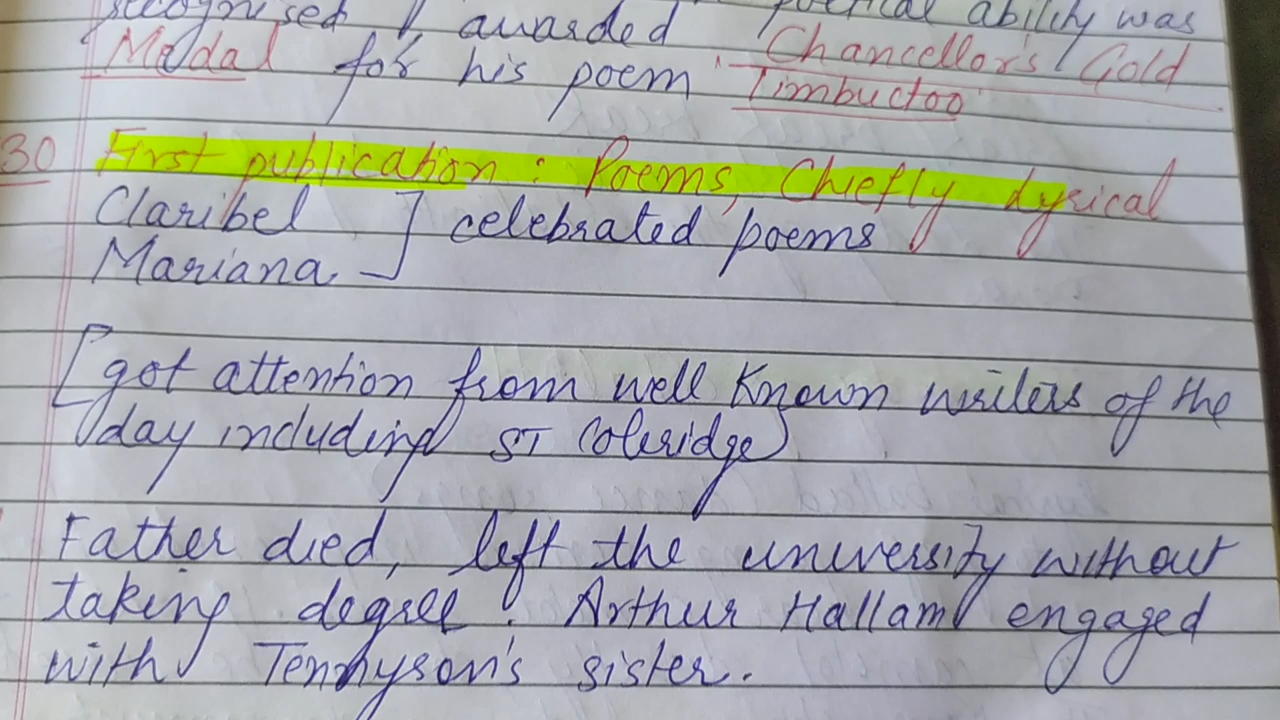 recognised & awarded poetical ability was
Chancellor's Gold
Medal for his poem 'Timbuctoo'
30 First publication : Poems, Chiefly Lyrical
Claribel ] celebrated poems
Mariana
[got attention from well known writers of the
day including ST Coleridge]
Father died, left the university without
taking degree. Arthur Hallam engaged
with Tennyson's sister.